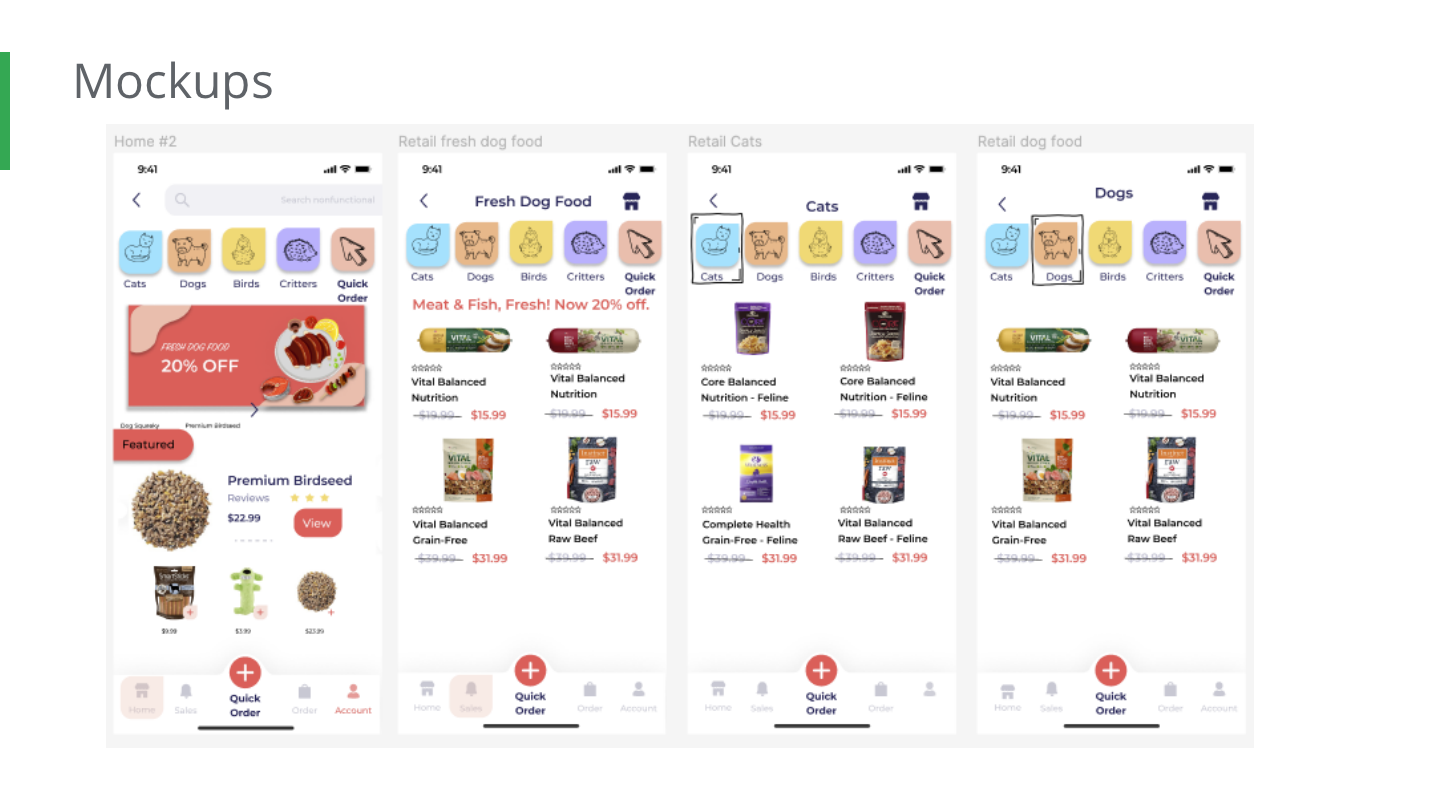 Mockups
Home #2
9:41
Search nonfunctional
Cats
Dogs
Birds
Critters
Quick
Order
FRESH DOG FOOD
20% OFF
Dog Squeaky
Premium Birdseed
Featured
Premium Birdseed
Reviews
$22.99
View
$9.99
$3.99
$23.99
Home
Sales
Quick
Order
Order
Account
Retail fresh dog food
9:41
Fresh Dog Food
Cats
Dogs
Birds
Critters
Quick
Order
Meat & Fish, Fresh! Now 20% off.
VITAL
VITAL
Vital Balanced
Nutrition
$19.99 $15.99
Vital Balanced
Nutrition
$19.99 $15.99
VITAL
raw
Vital Balanced
Grain-Free
$39.99 $31.99
Vital Balanced
Raw Beef
$39.99 $31.99
Home
Sales
Quick
Order
Order
Account
Retail Cats
9:41
Cats
Cats
Dogs
Birds
Critters
Quick
Order
Core Balanced
Nutrition - Feline
$19.99 $15.99
Core Balanced
Nutrition - Feline
$19.99 $15.99
raw
Complete Health
Grain-Free - Feline
$39.99 $31.99
Vital Balanced
Raw Beef - Feline
$39.99 $31.99
Home
Sales
Quick
Order
Order
Retail dog food
9:41
Dogs
Cats
Dogs
Birds
Critters
Quick
Order
VITAL
VITAL
Vital Balanced
Nutrition
$19.99 $15.99
Vital Balanced
Nutrition
$19.99 $15.99
VITAL
raw
Vital Balanced
Grain-Free
$39.99 $31.99
Vital Balanced
Raw Beef
$39.99 $31.99
Home
Sales
Quick
Order
Order
Account